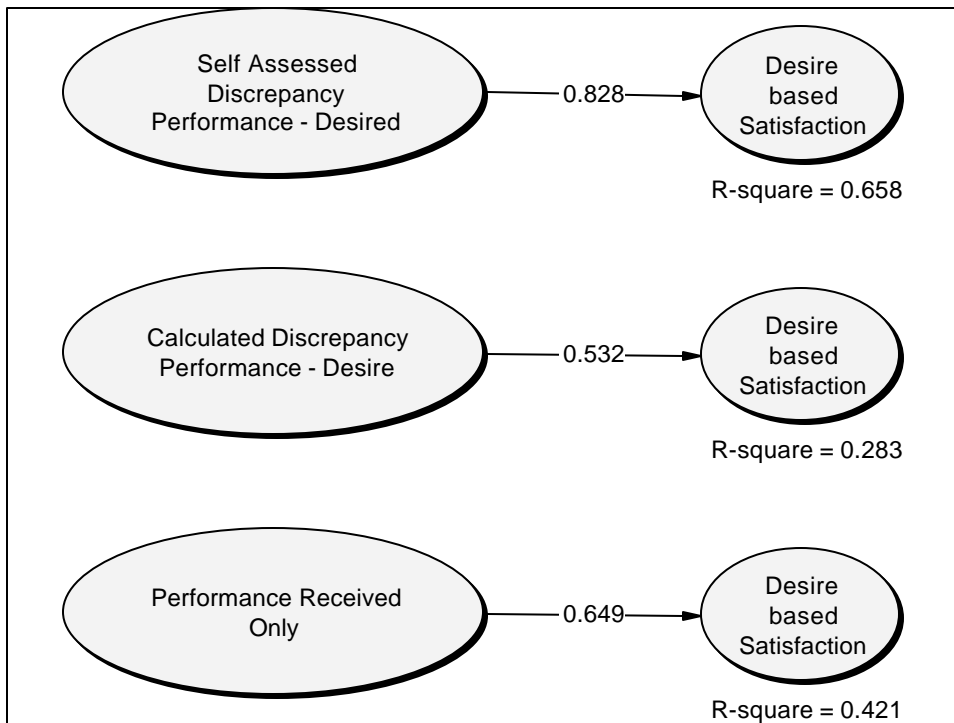 Self Assessed
Discrepancy
Performance - Desired
0.828
Desire
based
Satisfaction
R-square = 0.658
Calculated Discrepancy
Performance - Desire
0.532
Desire
based
Satisfaction
R-square = 0.283
Performance Received
Only
0.649
Desire
based
Satisfaction
R-square = 0.421